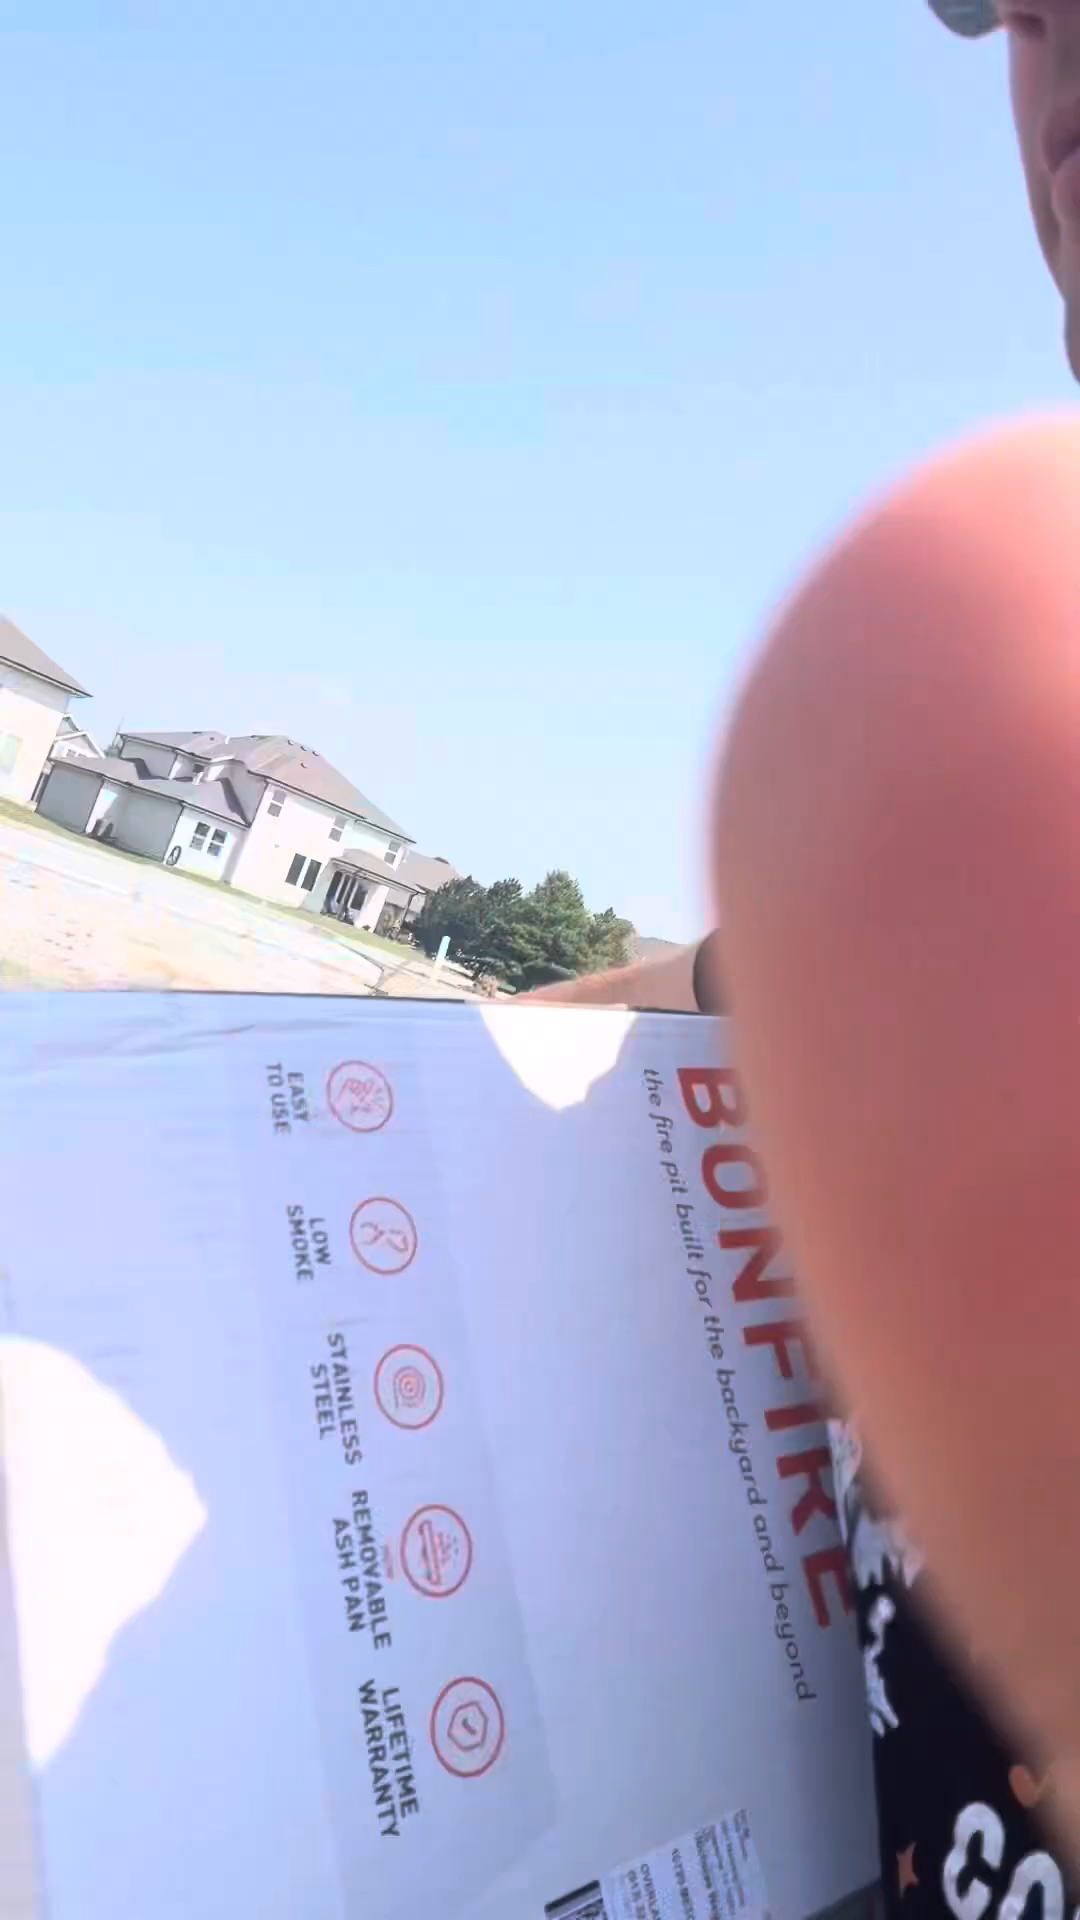 BONFIRE
the fire pit built for the backyard and beyond
EASY
TO USE
LOW
SMOKE
STAINLESS
STEEL
REMOVABLE
ASH PAN
LIFETIME
WARRANTY